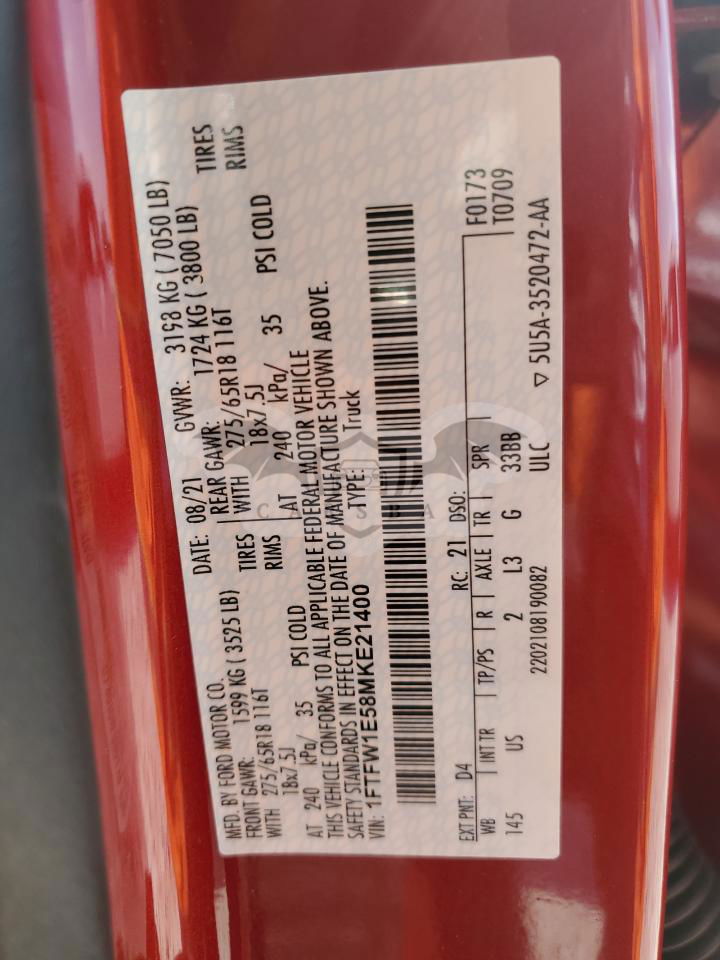 MFD. BY FORD MOTOR CO.
DATE: 08/21 GVWR: 3198 KG ( 7050 LB)
FRONT GAWR: 1599 KG ( 3525 LB) REAR GAWR: 1724 KG ( 3800 LB)
WITH 275/65R18 116T TIRES WITH 275/65R18 116T TIRES
18x7.5J RIMS 18x7.5J RIMS
AT 240 kPa/ 35 PSI COLD AT 240 kPa/ 35 PSI COLD
THIS VEHICLE CONFORMS TO ALL APPLICABLE FEDERAL MOTOR VEHICLE
SAFETY STANDARDS IN EFFECT ON THE DATE OF MANUFACTURE SHOWN ABOVE.
VIN: 1FTFW1E58MKE21400 TYPE: Truck
EXT PNT: D4 RC: 21 DSO: F0173
WB INT TR TP/PS R AXLE TR SPR T0709
145 US 2 L3 G 33BB
2202108190082 ULC ▽ 5U5A-3520472-AA